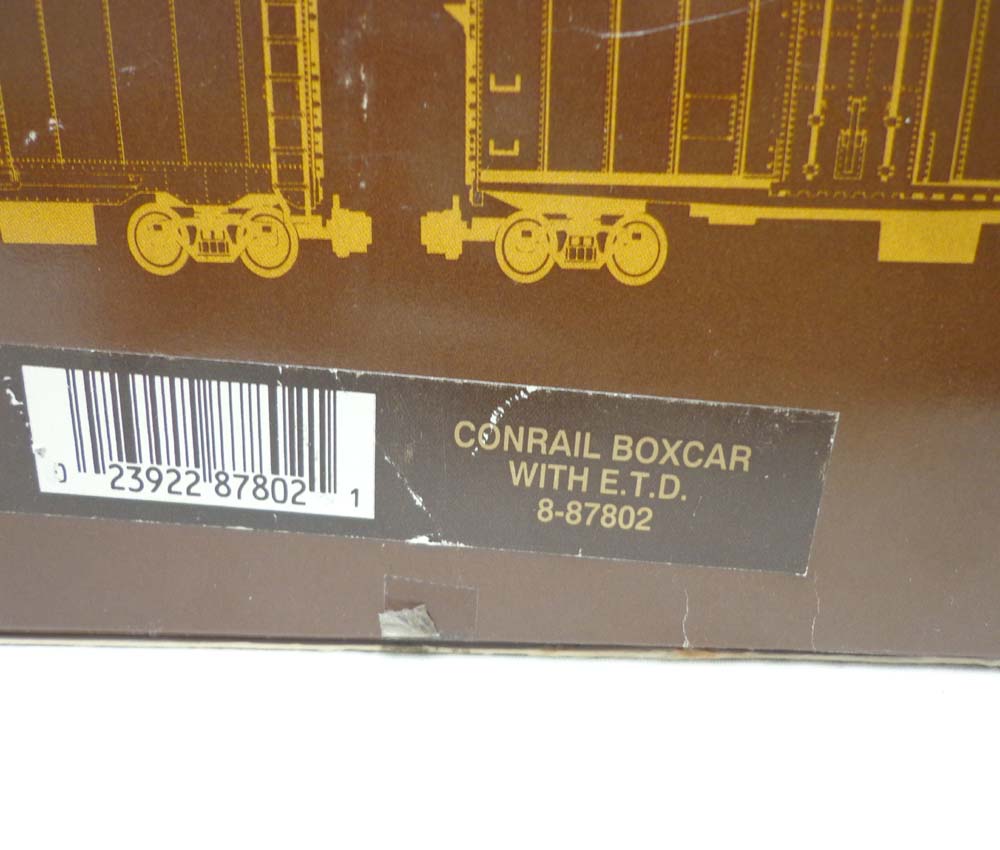 0 23922 87802 1
CONRAIL BOXCAR
WITH E.T.D.
8-87802